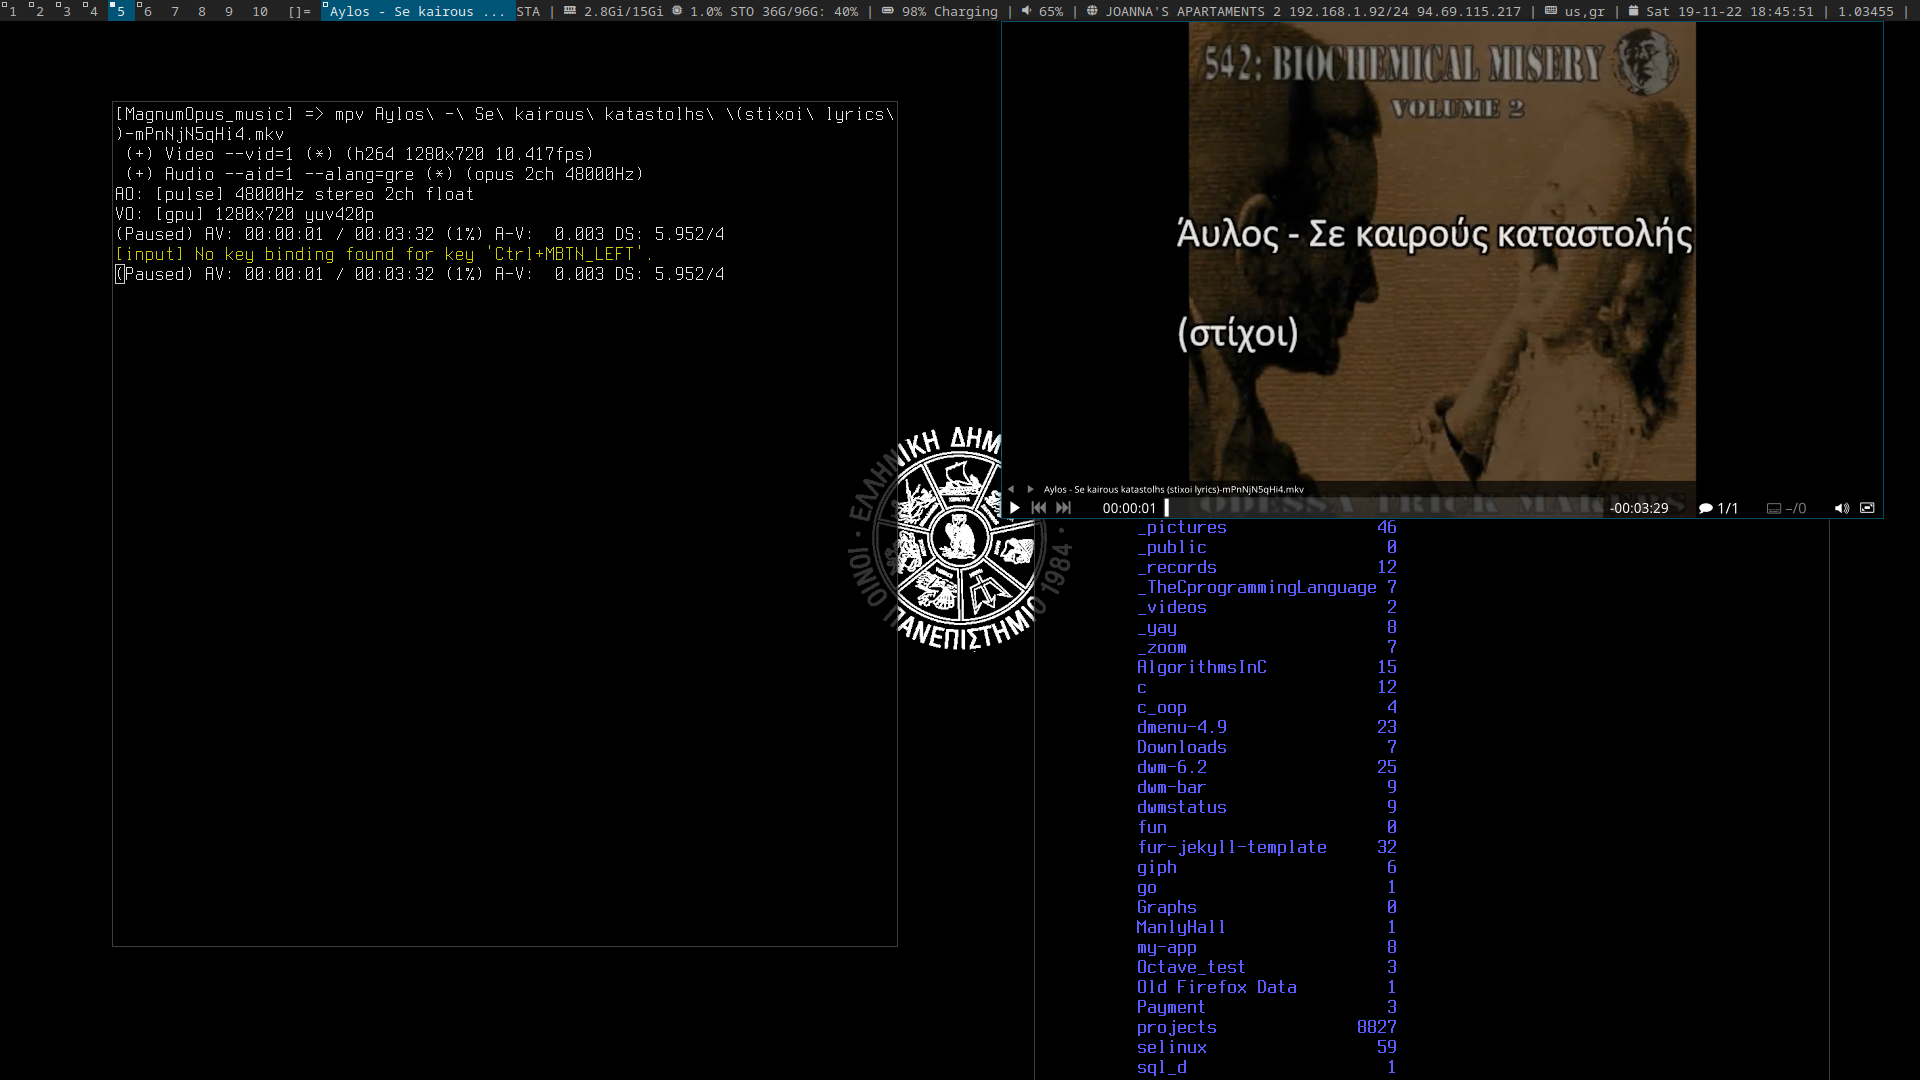 1 2 3 4 5 6 7 8 9 10 []= Aylos - Se kairous ... STA | 2.8Gi/15Gi 1.0% STO 36G/96G: 40% | 98% Charging | 65% | JOANNA'S APARTAMENTS 2 192.168.1.92/24 94.69.115.217 | us,gr | Sat 19-11-22 18:45:51 | 1.03455 |
[MagnumOpus_music] => mpv Aylos\ -\ Se\ kairous\ katastolhs\ \(stixoi\ lyrics\
)-mPnNjN5qHi4.mkv
(+) Video --vid=1 (*) (h264 1280x720 10.417fps)
(+) Audio --aid=1 --alang=gre (*) (opus 2ch 48000Hz)
AO: [pulse] 48000Hz stereo 2ch float
VO: [gpu] 1280x720 yuv420p
(Paused) AV: 00:00:01 / 00:03:32 (1%) A-V:  0.003 DS: 5.952/4
[input] No key binding found for key 'Ctrl+MBTN_LEFT'.
(Paused) AV: 00:00:01 / 00:03:32 (1%) A-V:  0.003 DS: 5.952/4
542: BIOCHEMICAL MISERY
VOLUME 2
Άυλος - Σε καιρούς καταστολής
(στίχοι)
Aylos - Se kairous katastolhs (stixoi lyrics)-mPnNjN5qHi4.mkv
00:00:01 -00:03:29 1/1 –/0
ΙΟΝΙΟ ΠΑΝΕΠΙΣΤΗΜΙΟ 1984
_pictures 46
_public 0
_records 12
_TheCprogrammingLanguage 7
_videos 2
_yay 8
_zoom 7
AlgorithmsInC 15
c 12
c_oop 4
dmenu-4.9 23
Downloads 7
dwm-6.2 25
dwm-bar 9
dwmstatus 9
fun 0
fur-jekyll-template 32
giph 6
go 1
Graphs 0
ManlyHall 1
my-app 8
Octave_test 3
Old Firefox Data 1
Payment 3
projects 8827
selinux 59
sql_d 1